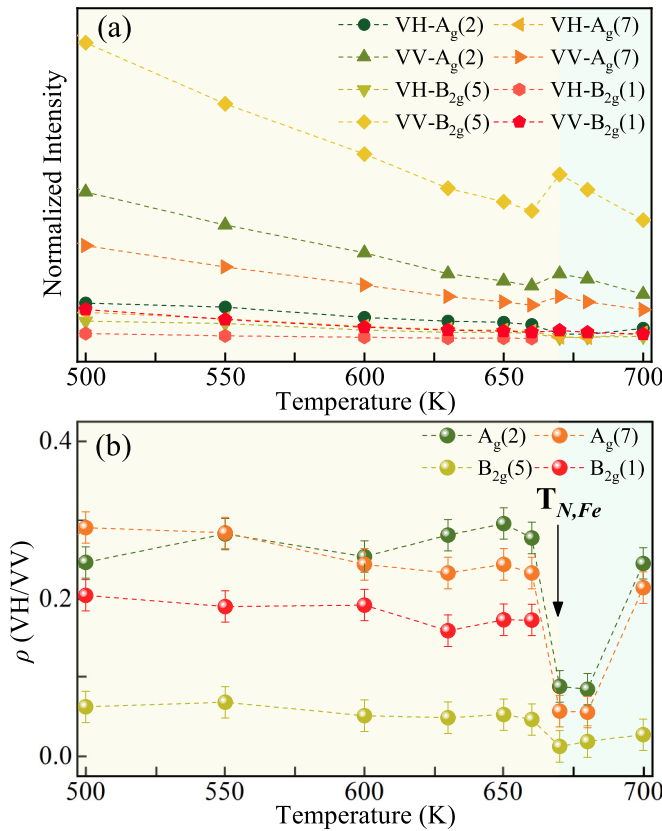 (a)
VH-Ag(2) VH-Ag(7)
VV-Ag(2) VV-Ag(7)
VH-B2g(5) VH-B2g(1)
VV-B2g(5) VV-B2g(1)
Normalized Intensity
500 550 600 650 700
Temperature (K)
(b)
Ag(2) Ag(7)
B2g(5) B2g(1)
TN,Fe
ρ (VH/VV)
0.4
0.2
0.0
500 550 600 650 700
Temperature (K)